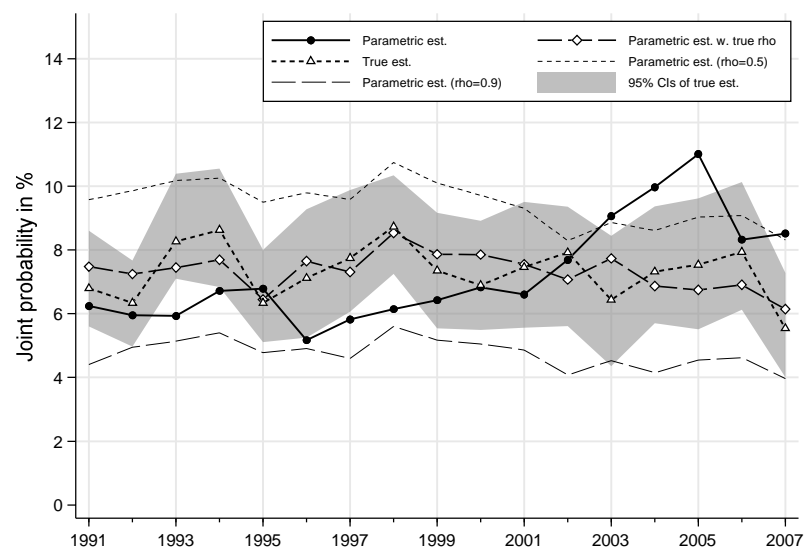 Parametric est.
Parametric est. w. true rho
True est.
Parametric est. (rho=0.5)
Parametric est. (rho=0.9)
95% CIs of true est.
Joint probability in %
14
12
10
8
6
4
2
0
1991 1993 1995 1997 1999 2001 2003 2005 2007